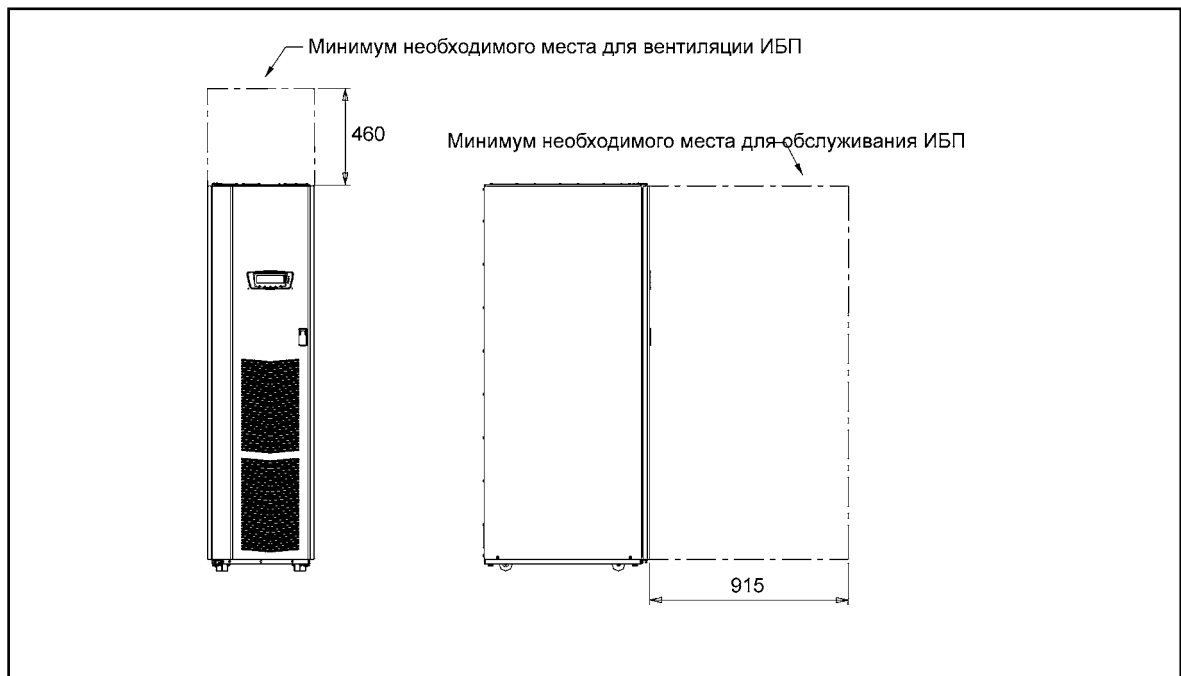 Минимум необходимого места для вентиляции ИБП
460
Минимум необходимого места для обслуживания ИБП
915